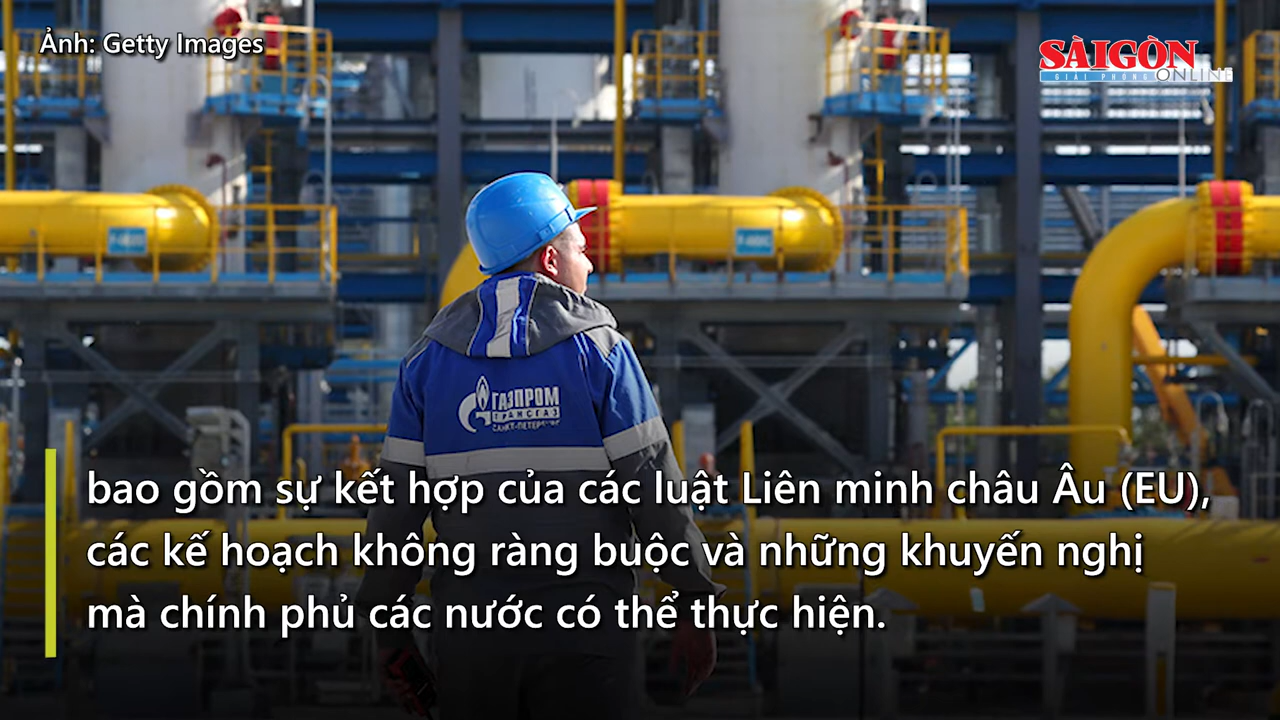 Ảnh: Getty Images
SÀIGÒN
GIẢI PHÓNG ONLINE
ГАЗПРОМ
ТРАНСГАЗ
САНКТ-ПЕТЕРБУРГ
bao gồm sự kết hợp của các luật Liên minh châu Âu (EU),
các kế hoạch không ràng buộc và những khuyến nghị
mà chính phủ các nước có thể thực hiện.